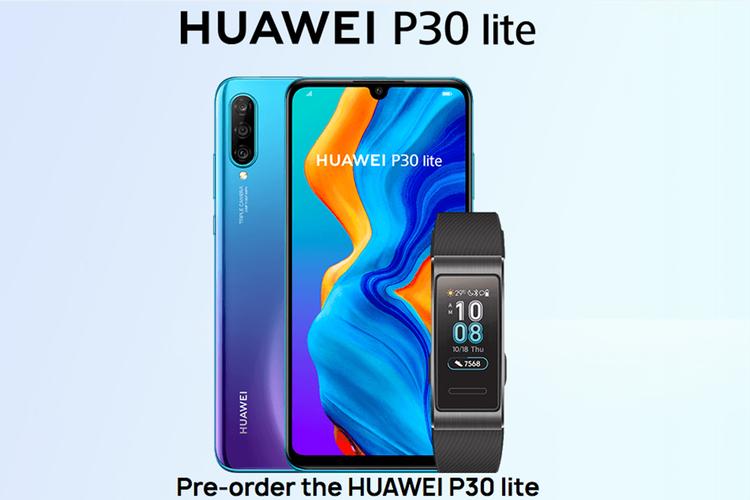 HUAWEI P30 lite
TRIPLE CAMERA
HUAWEI P30 lite
HUAWEI
29°
AM
10
08
10/18 Thu
7568
Pre-order the HUAWEI P30 lite